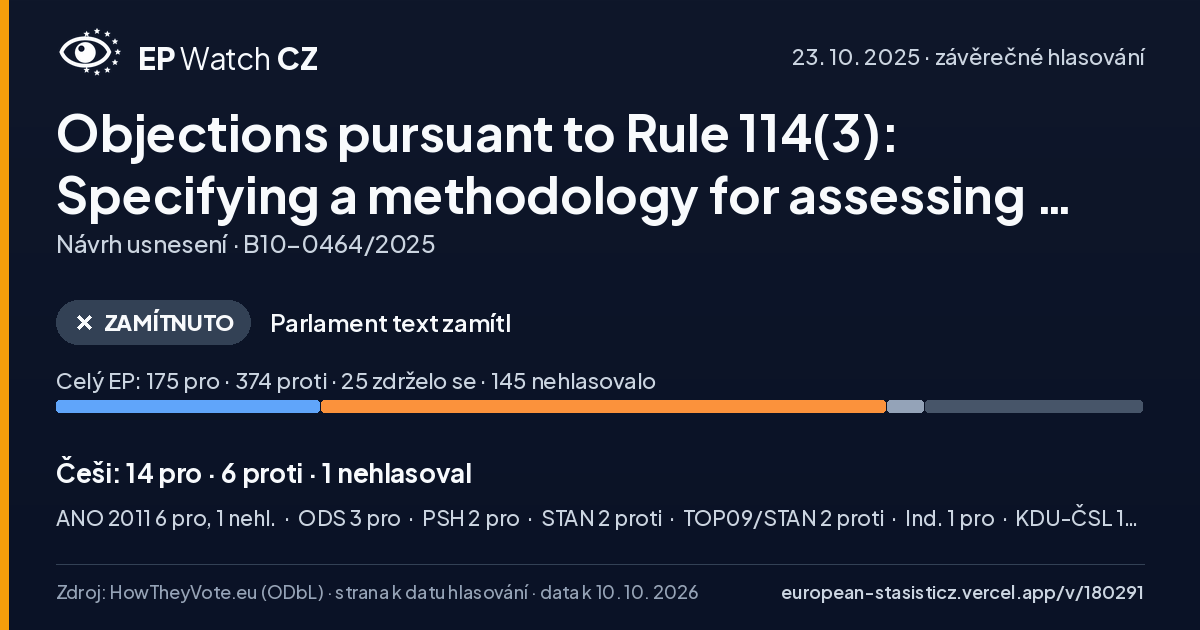 EP Watch CZ
23. 10. 2025 · závěrečné hlasování
Objections pursuant to Rule 114(3):
Specifying a methodology for assessing …
Návrh usnesení · B10-0464/2025
✕ ZAMÍTNUTO
Parlament text zamítl
Celý EP: 175 pro · 374 proti · 25 zdrželo se · 145 nehlasovalo
Češi: 14 pro · 6 proti · 1 nehlasoval
ANO 2011 6 pro, 1 nehl. · ODS 3 pro · PSH 2 pro · STAN 2 proti · TOP09/STAN 2 proti · Ind. 1 pro · KDU-ČSL 1…
Zdroj: HowTheyVote.eu (ODbL) · strana k datu hlasování · data k 10. 10. 2026
european-stasisticz.vercel.app/v/180291